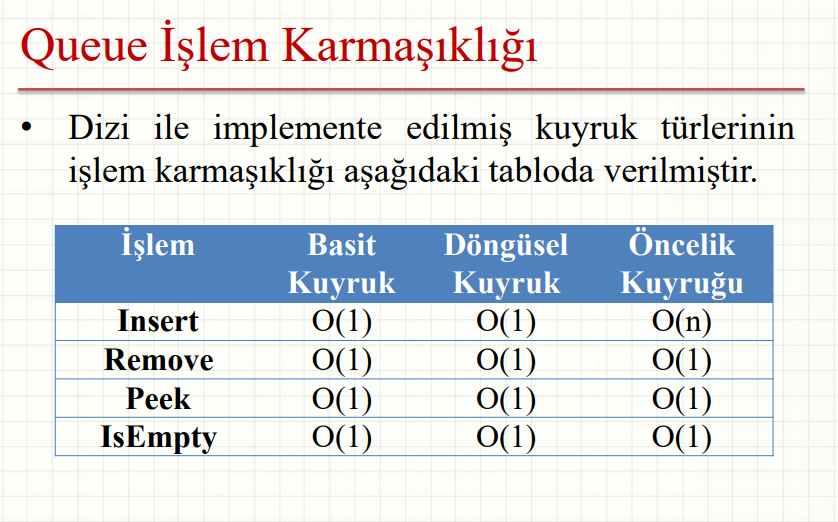 Queue İşlem Karmaşıklığı
• Dizi ile implemente edilmiş kuyruk türlerinin
işlem karmaşıklığı aşağıdaki tabloda verilmiştir.
İşlem Basit Kuyruk Döngüsel Kuyruk Öncelik Kuyruğu
Insert O(1) O(1) O(n)
Remove O(1) O(1) O(1)
Peek O(1) O(1) O(1)
IsEmpty O(1) O(1) O(1)